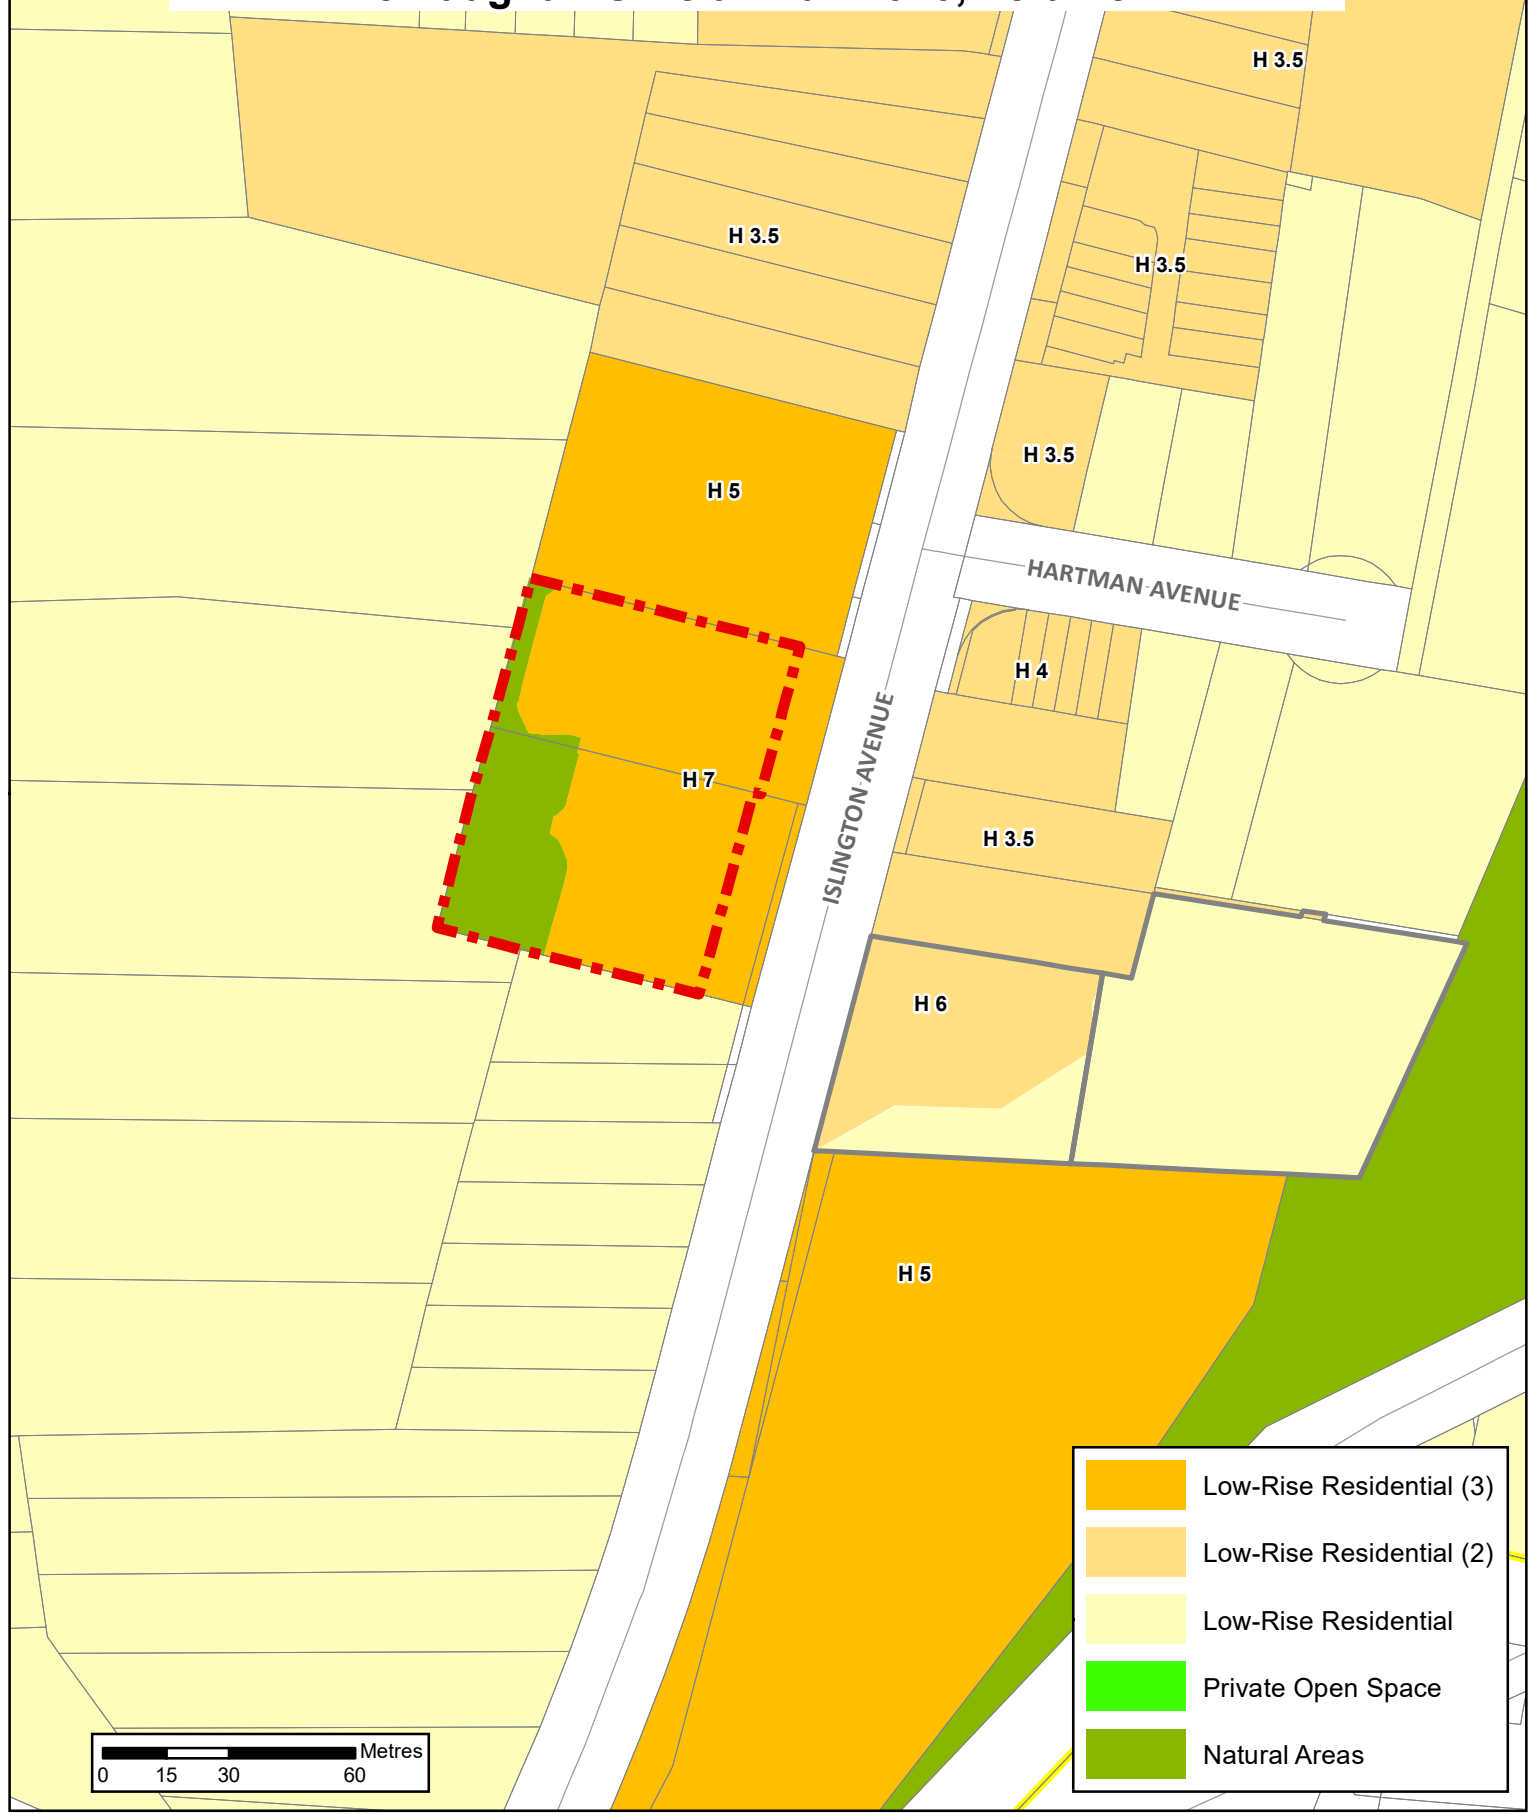 H 3.5
H 3.5
H 3.5
H 3.5
H 5
HARTMAN AVENUE
H 4
ISLINGTON AVENUE
H 7
H 3.5
H 6
H 5
Low-Rise Residential (3)
Low-Rise Residential (2)
Low-Rise Residential
Private Open Space
Natural Areas
Metres
0 15 30 60